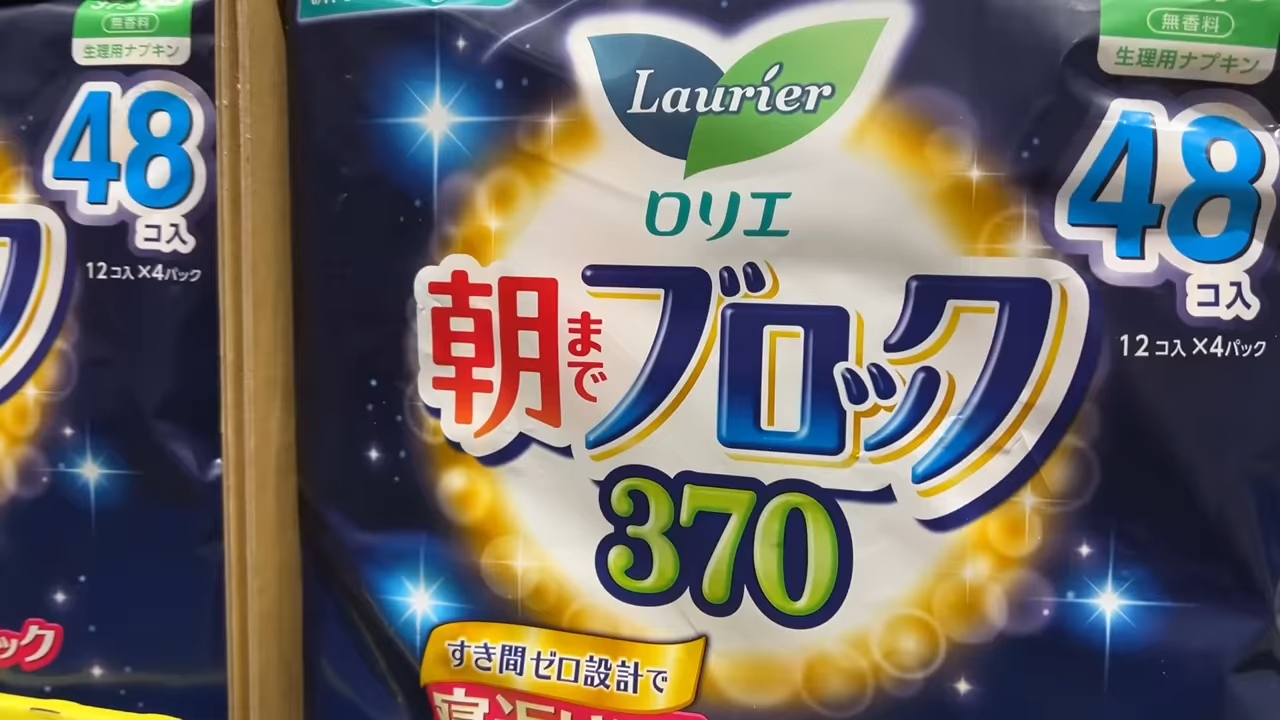 無香料
生理用ナプキン
48
コ入
12コ入×4パック
ック
Laurier
ロリエ
朝までブロック
370
すき間ゼロ設計で
無香料
生理用ナプキン
48
コ入
12コ入×4パック